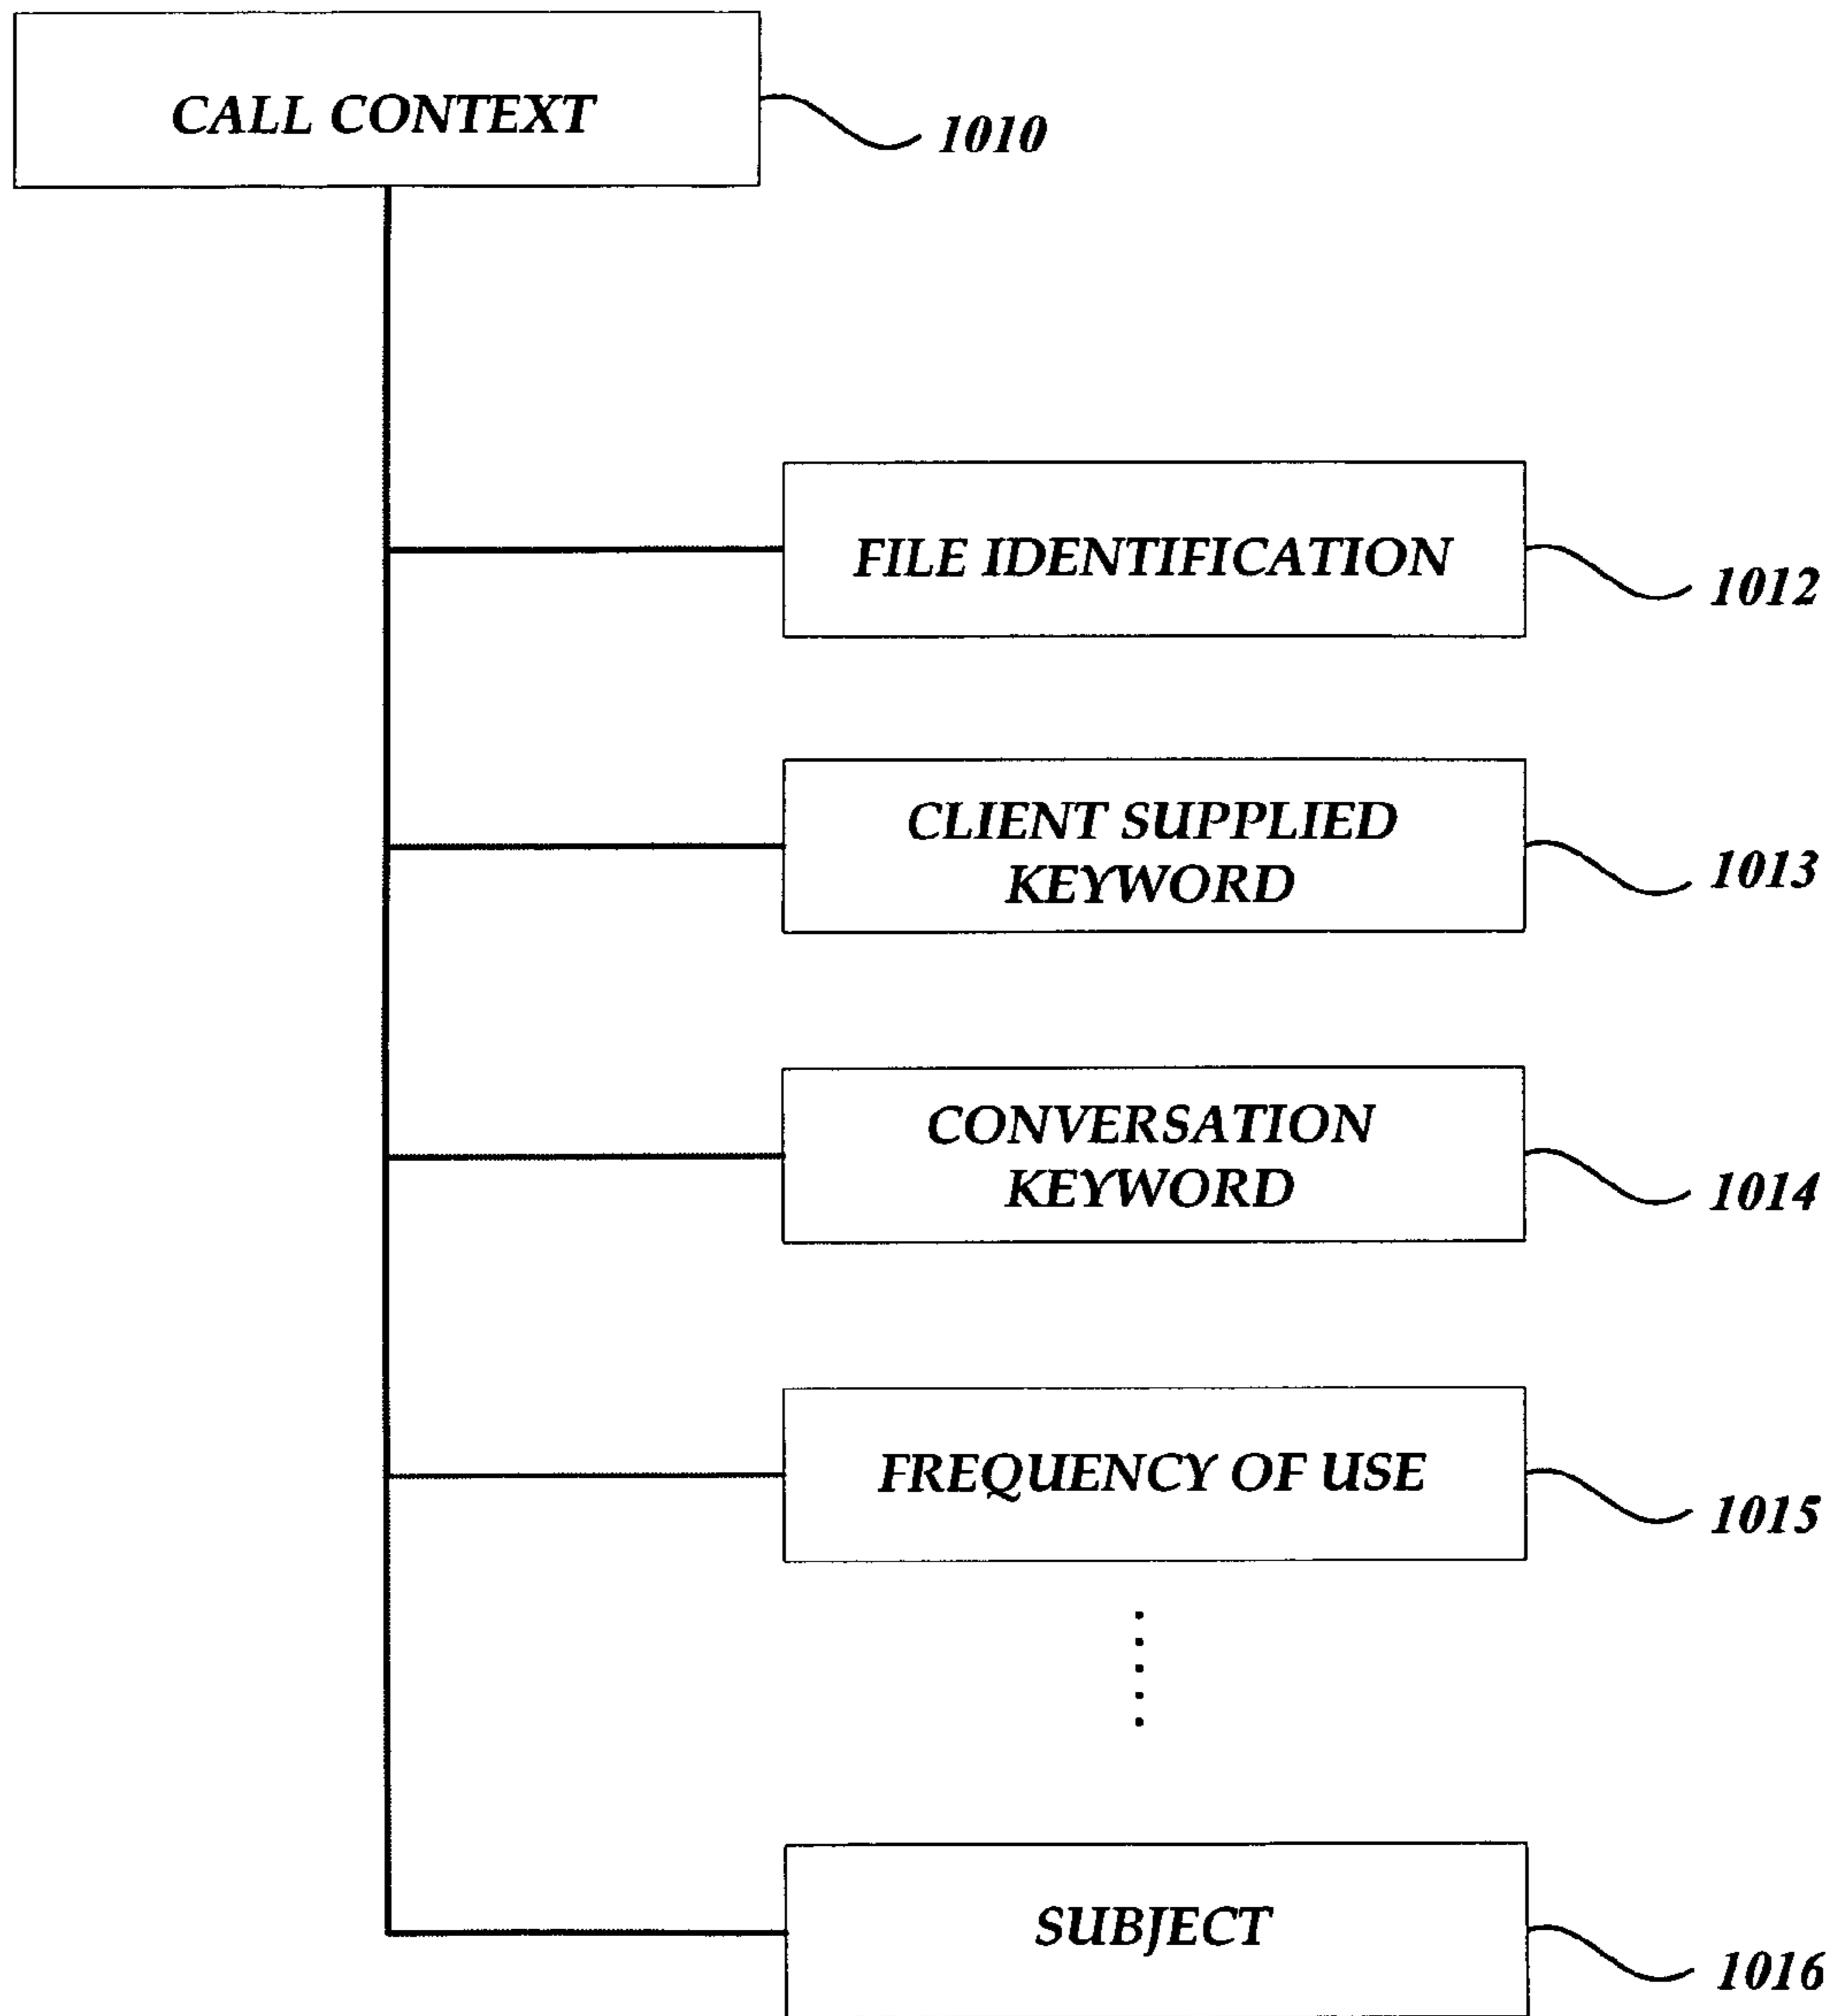 CALL CONTEXT
1010
FILE IDENTIFICATION
1012
CLIENT SUPPLIED
KEYWORD
1013
CONVERSATION
KEYWORD
1014
FREQUENCY OF USE
1015
SUBJECT
1016